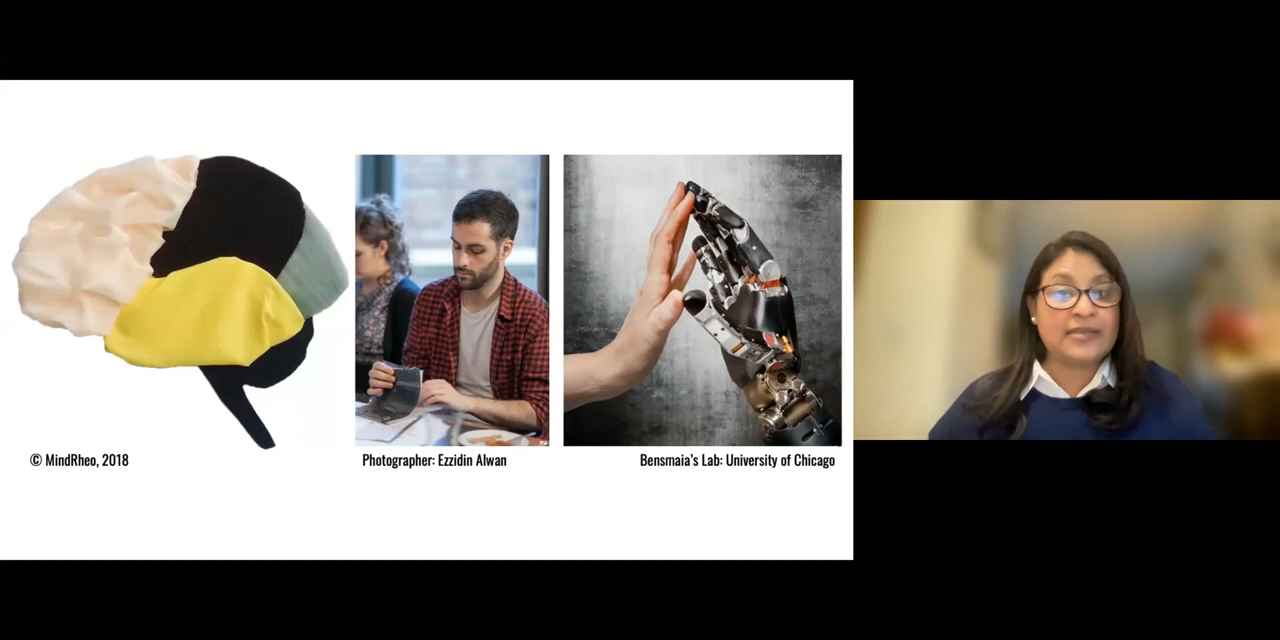 © MindRheo, 2018
Photographer: Ezzidin Alwan
Bensmaia's Lab: University of Chicago